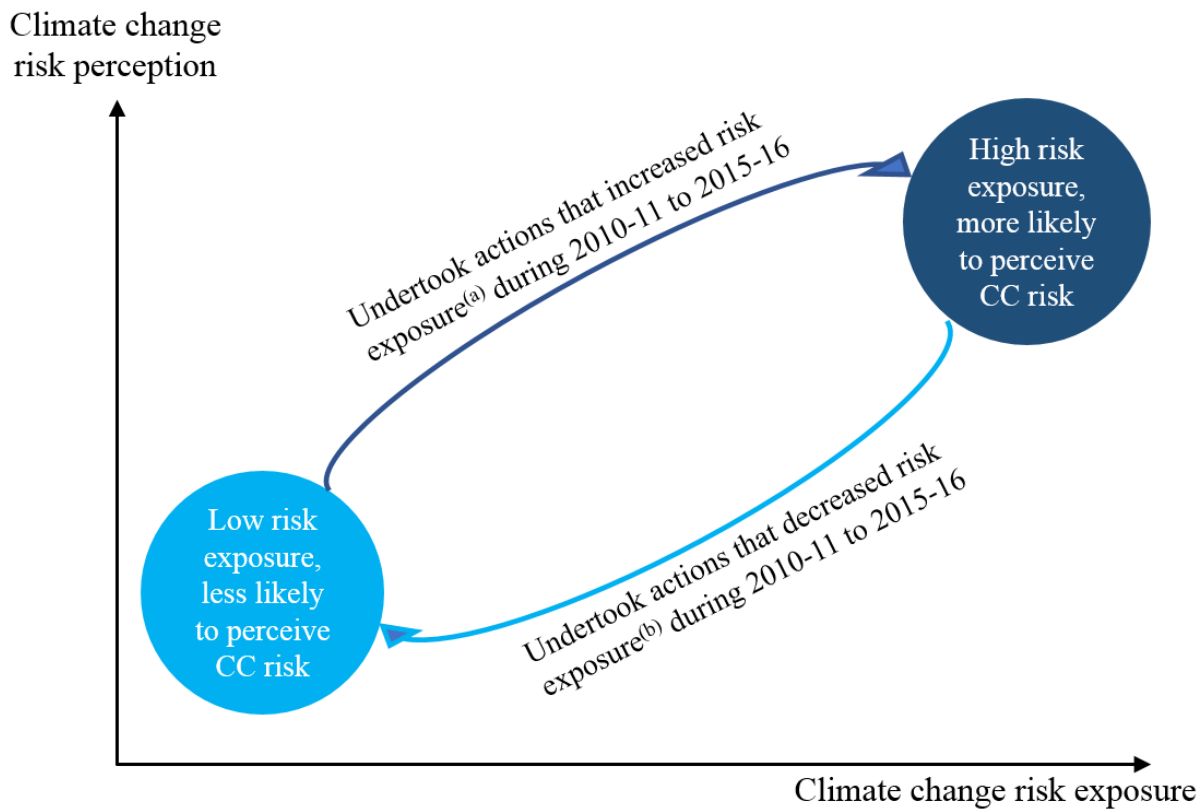 Climate change
risk perception
Undertook actions that increased risk
exposure(a) during 2010-11 to 2015-16
High risk
exposure,
more likely
to perceive
CC risk
Low risk
exposure,
less likely
to perceive
CC risk
Undertook actions that decreased risk
exposure(b) during 2010-11 to 2015-16
Climate change risk exposure